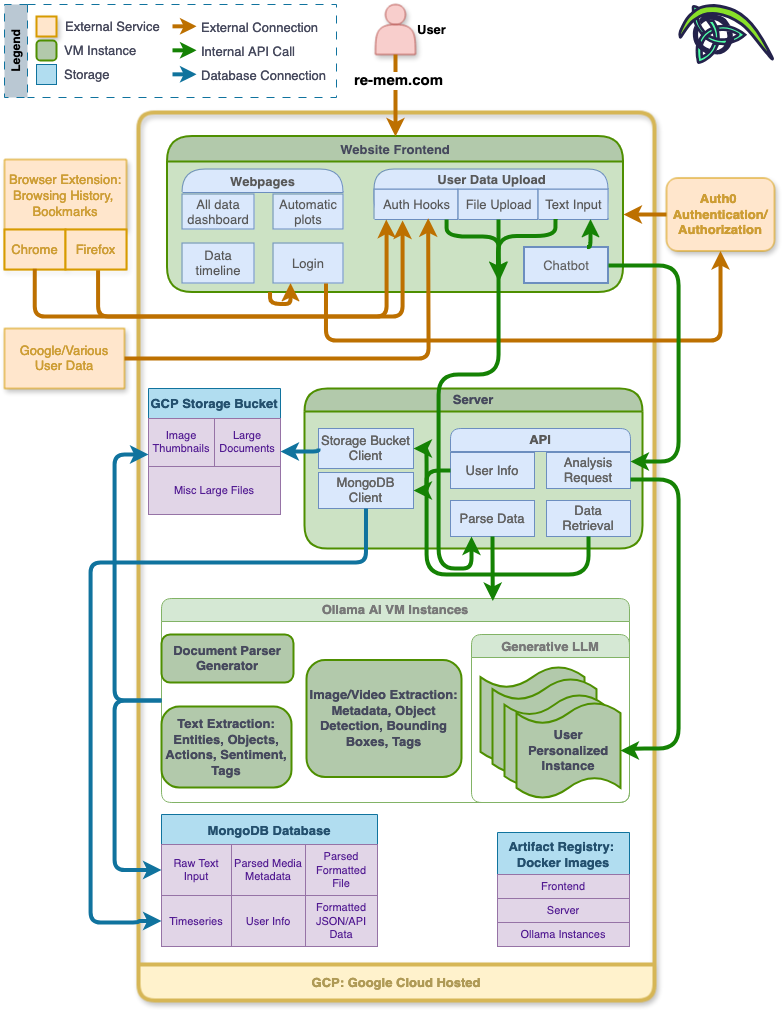 Legend
External Service
VM Instance
Storage
External Connection
Internal API Call
Database Connection
User
re-mem.com
Website Frontend
Webpages
All data
dashboard
Automatic
plots
Data
timeline
Login
User Data Upload
Auth Hooks
File Upload
Text Input
Chatbot
Browser Extension:
Browsing History,
Bookmarks
Chrome
Firefox
Auth0
Authentication/
Authorization
Google/Various
User Data
GCP Storage Bucket
Image
Thumbnails
Large
Documents
Misc Large Files
Server
Storage Bucket
Client
MongoDB
Client
API
User Info
Analysis
Request
Parse Data
Data
Retrieval
Ollama AI VM Instances
Document Parser
Generator
Text Extraction:
Entities, Objects,
Actions, Sentiment,
Tags
Image/Video Extraction:
Metadata, Object
Detection, Bounding
Boxes, Tags
Generative LLM
User
Personalized
Instance
MongoDB Database
Raw Text
Input
Parsed Media
Metadata
Parsed
Formatted
File
Timeseries
User Info
Formatted
JSON/API
Data
Artifact Registry:
Docker Images
Frontend
Server
Ollama Instances
GCP: Google Cloud Hosted